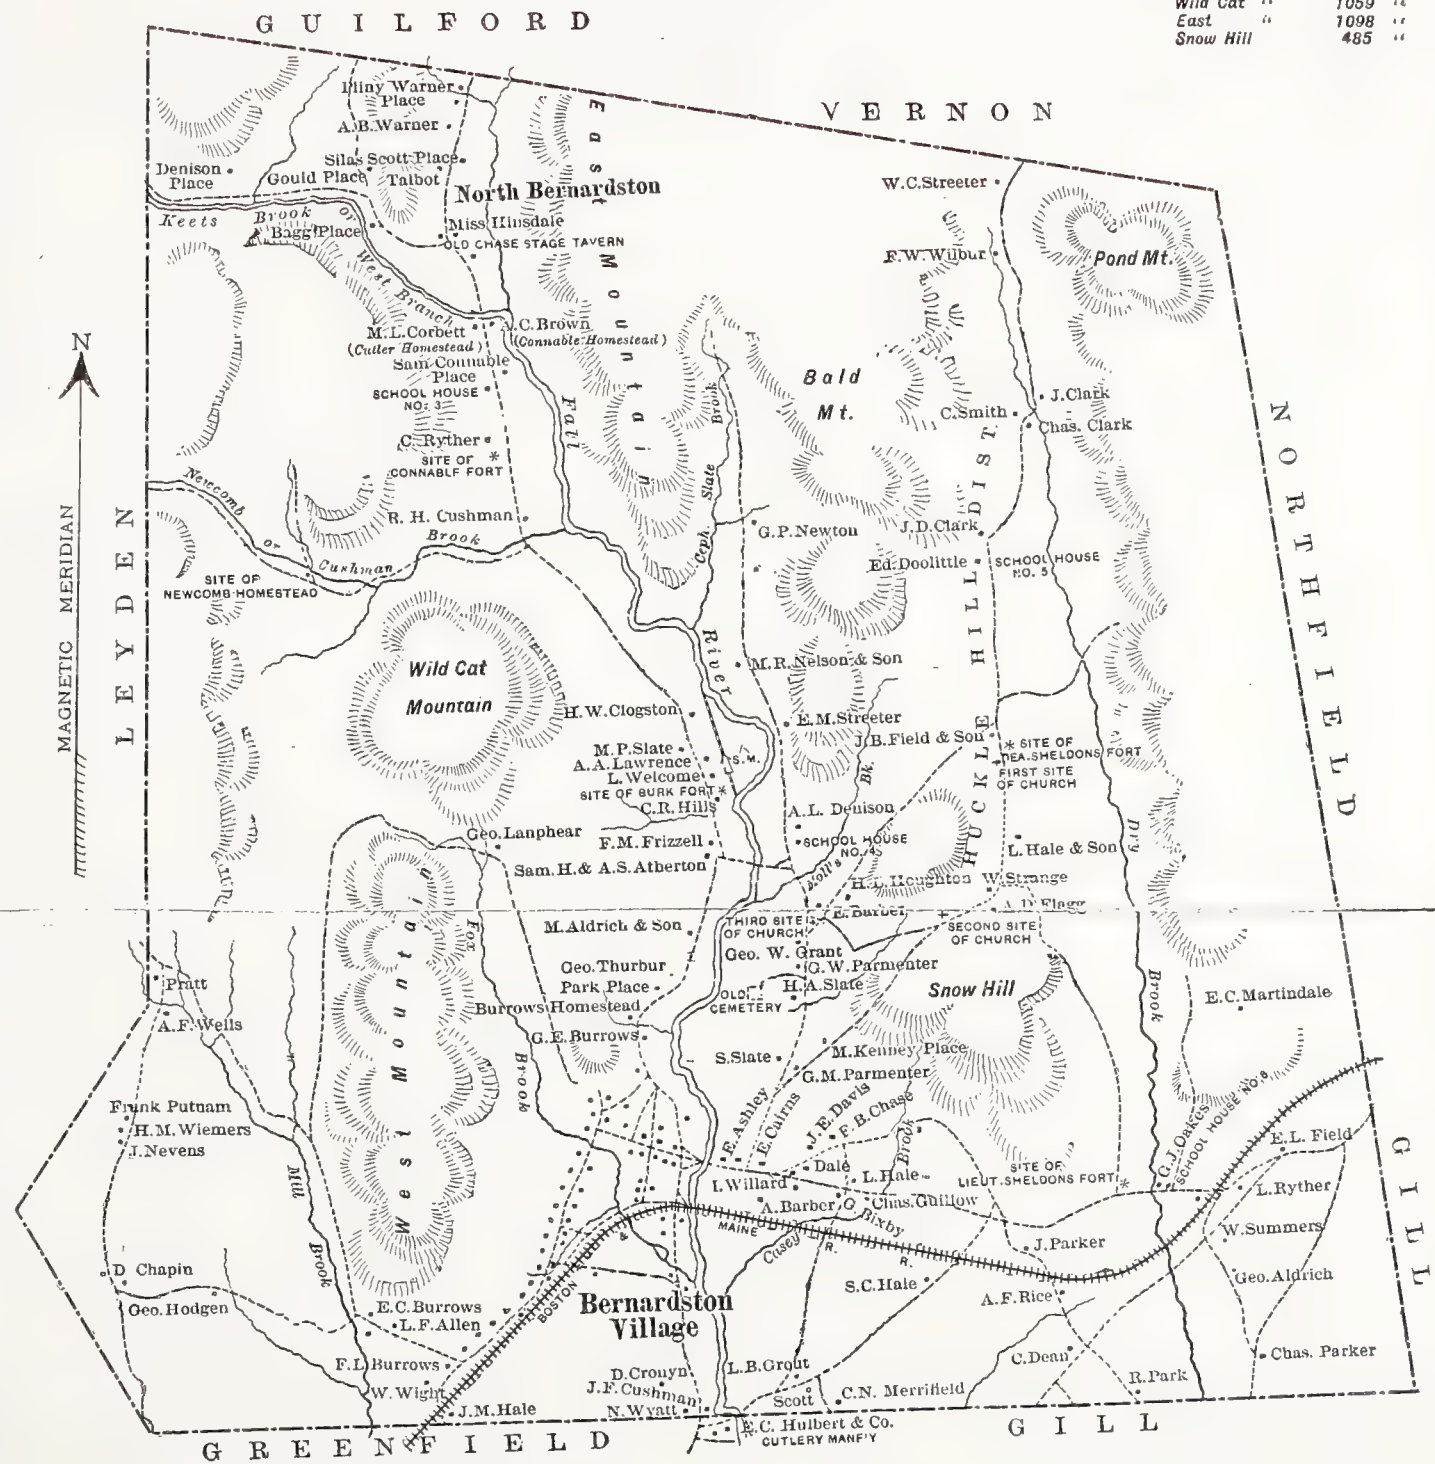 Wild Cat " 1059 "
East " 1098 "
Snow Hill 485 "
GUILFORD
VERNON
NORTHFIELD
GILL
GILL
GREENFIELD
LEYDEN
MAGNETIC MERIDIAN
N
Pliny Warner
Place
A.B.Warner
Silas Scott Place
Denison
Place
Gould Place
Talbot
North Bernardston
Keets Brook or West Branch
Bagg Place
Miss Hinsdale
OLD CHASE STAGE TAVERN
East Mountain
W.C.Streeter
F.W.Wilbur
Pond Mt.
M.L.Corbett
(Cutler Homestead)
A.C.Brown
(Connable Homestead)
Sam Connable
Place
SCHOOL HOUSE
NO. 3
C. Ryther
SITE OF *
CONNABLE FORT
Fall River
Ceph. Slate Brook
Bald
Mt.
C.Smith
J.Clark
Chas. Clark
Newcomb or Cushman Brook
R. H. Cushman
G.P.Newton
J.D.Clark
Ed.Doolittle
SCHOOL HOUSE
NO. 5
HUCKLE HILL DIST.
SITE OF
NEWCOMB HOMESTEAD
Wild Cat
Mountain
M.R.Nelson & Son
H.W.Clogston
E.M.Streeter
J.B.Field & Son
* SITE OF
DEA.SHELDONS FORT
FIRST SITE
OF CHURCH
M.P.Slate
A.A.Lawrence
S.M.
L.Welcome
SITE OF BURK FORT *
C.R.Hills
A.L. Denison
Geo.Lanphear
F.M.Frizzell
SCHOOL HOUSE
NO. 4
L.Hale & Son
Sam.H.& A.S.Atherton
Noll's Bk.
H.L. Houghton
W.Strange
E.Barber
A.D.Flagg
M.Aldrich & Son
THIRD SITE
OF CHURCH
SECOND SITE
OF CHURCH
Geo. W. Grant
Fox Brook
Dry Brook
Geo.Thurbur
Park Place
G.W.Parmenter
H.A.Slate
OLD
CEMETERY
Snow Hill
E.C.Martindale
Pratt
A.F.Wells
Burrows Homestead
G.E.Burrows
S.Slate
M.Kenney Place
G.M.Parmenter
West Mountain
Frank Putnam
H.M.Wiemers
J.Nevens
E.Ashley
E.Cairns
J.E.Davis
F.B.Chase
G.J.Oakes
SCHOOL HOUSE NO.6
E.L. Field
Dale
I.Willard
L.Hale
SITE OF
LIEUT.SHELDONS FORT *
L.Ryther
A.Barber
G.Bixby
Chas.Guillow
Casey Brook
BOSTON & MAINE R. R.
W.Summers
J.Parker
Mill Brook
D Chapin
Geo.Hodgen
S.C.Hale
A.F.Rice
Geo.Aldrich
E.C.Burrows
L.F.Allen
Bernardston
Village
F.L.Burrows
W.Wight
J.M.Hale
D.Crouyn
J.F.Cushman
N.Wyatt
L.B.Grout
Scott
C.N. Merrifield
C.Dean
R.Park
Chas. Parker
E.C. Hulbert & Co.
CUTLERY MANF'Y